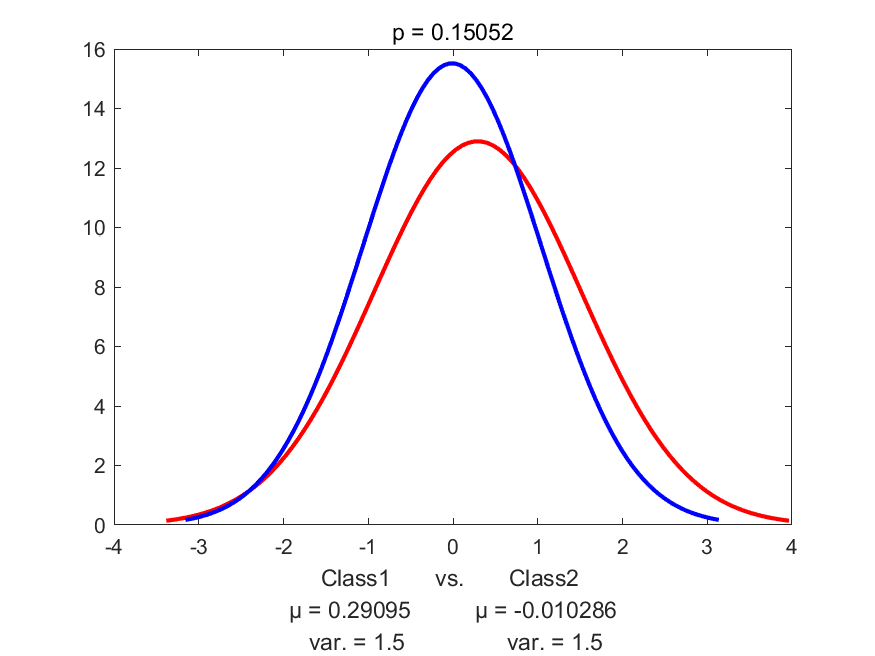 p = 0.15052
16
14
12
10
8
6
4
2
0
-4 -3 -2 -1 0 1 2 3 4
Class1 vs. Class2
μ = 0.29095 μ = -0.010286
var. = 1.5 var. = 1.5